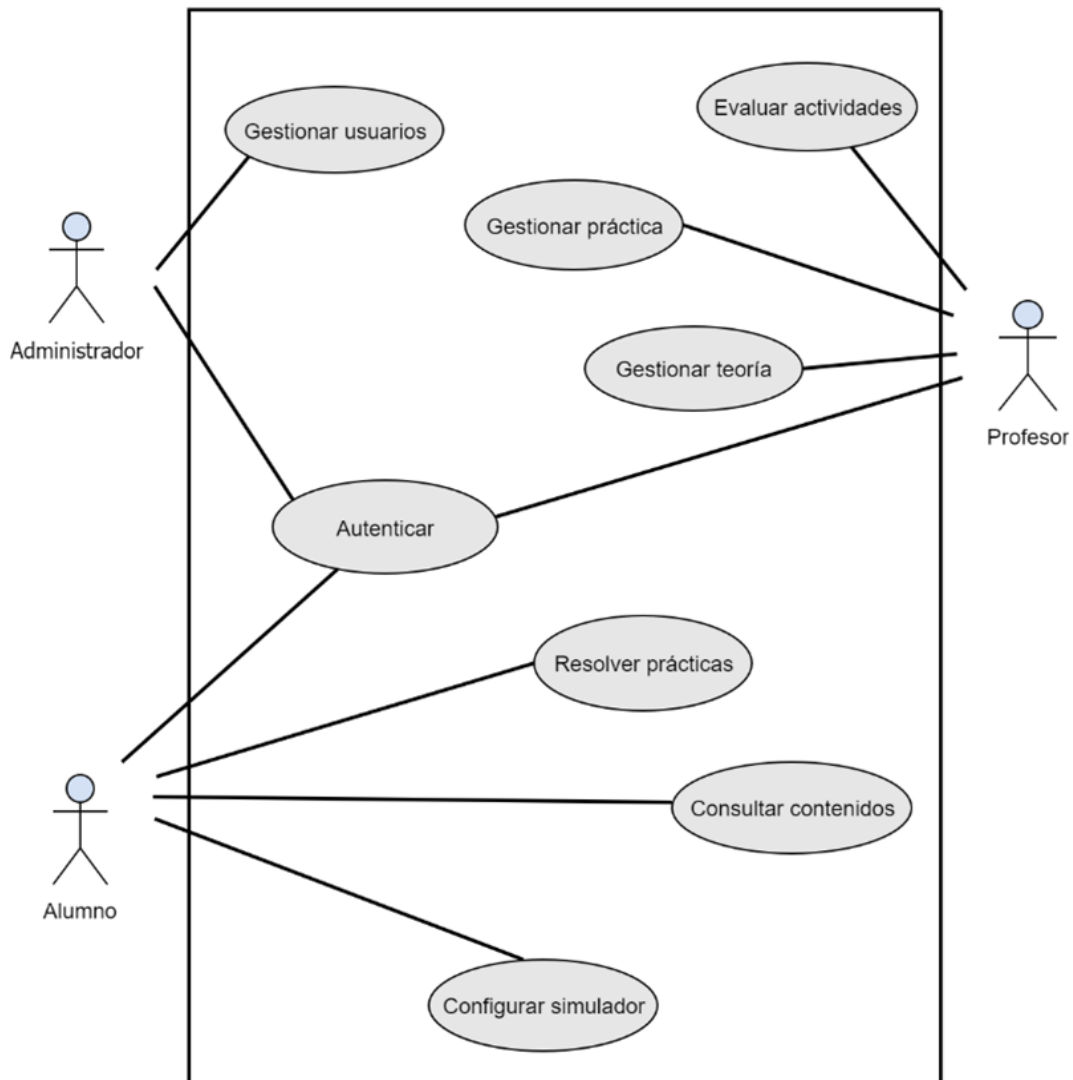 Evaluar actividades
Gestionar usuarios
Gestionar práctica
Administrador
Gestionar teoría
Profesor
Autenticar
Resolver prácticas
Consultar contenidos
Alumno
Configurar simulador